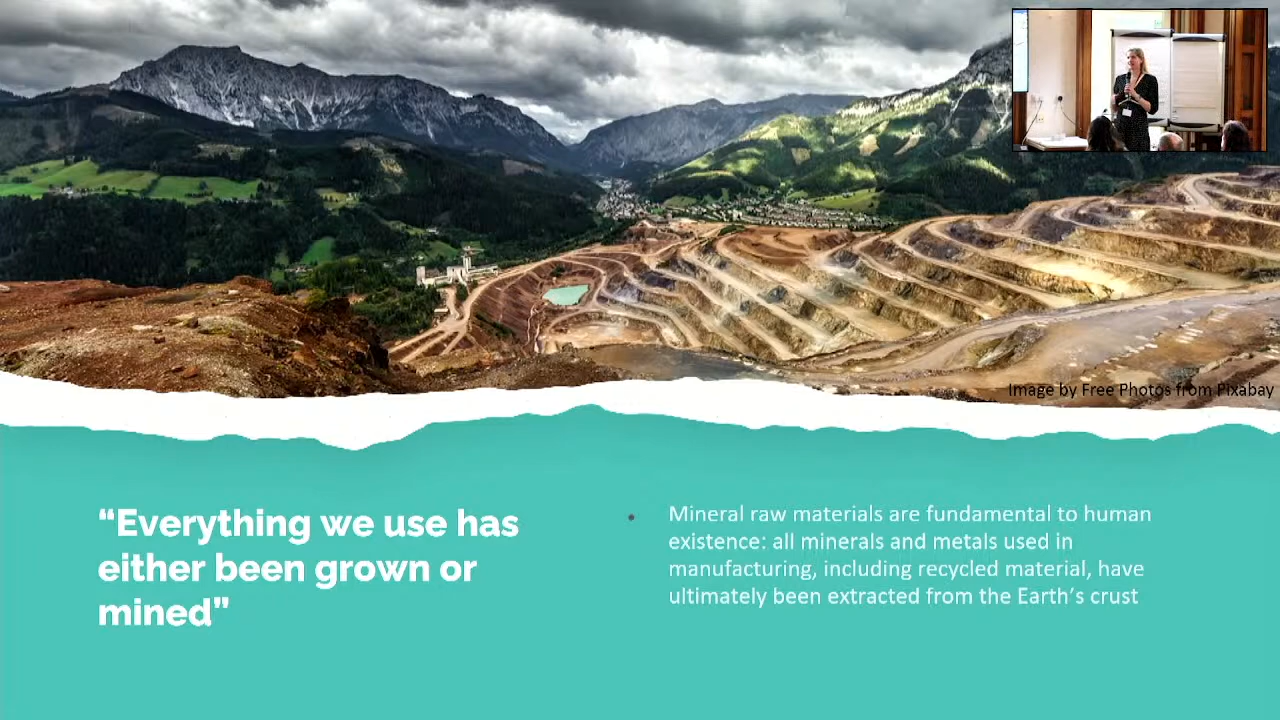 Image by Free Photos from Pixabay
“Everything we use has
either been grown or
mined”
• Mineral raw materials are fundamental to human
existence: all minerals and metals used in
manufacturing, including recycled material, have
ultimately been extracted from the Earth’s crust